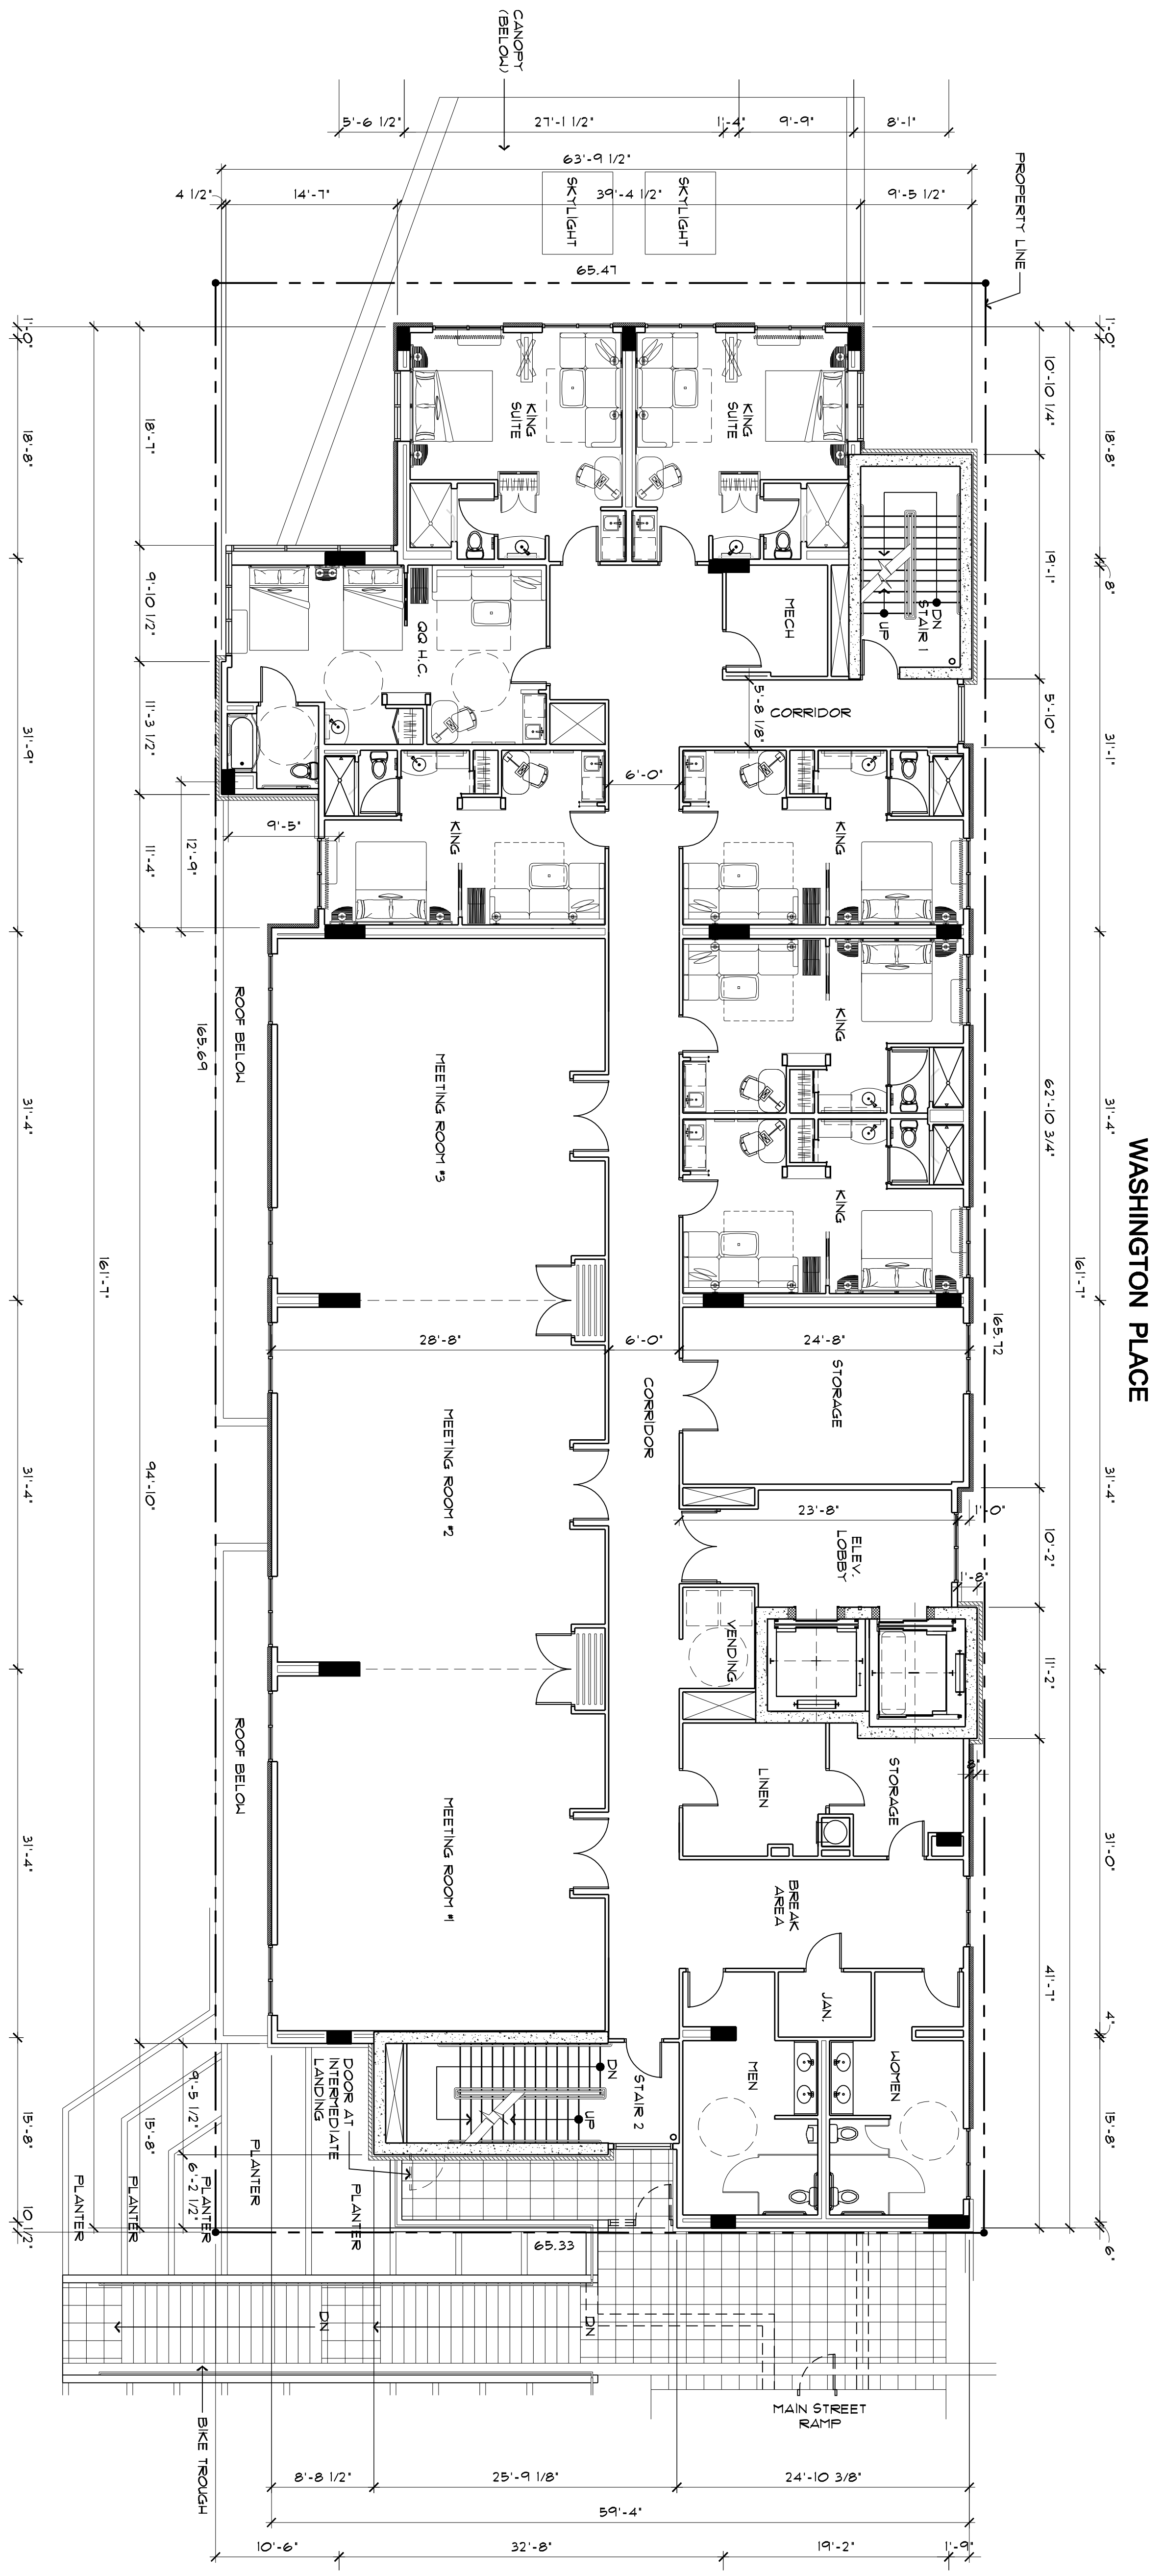 CANOPY
(BELOW)
5'-6 1/2"
27'-1 1/2"
1'-4"
9'-9"
8'-1"
63'-9 1/2"
PROPERTY LINE
4 1/2"
14'-7"
SKYLIGHT
39'-4 1/2"
SKYLIGHT
9'-5 1/2"
65.47
1'-0"
18'-8"
18'-7"
KING
SUITE
KING
SUITE
10'-10 1/4"
1'-0"
18'-8"
9'-10 1/2"
QQ H.C.
MECH
UP
STAIR 1
DN
19'-1"
8"
31'-9"
11'-3 1/2"
5'-8 1/8"
CORRIDOR
5'-10"
31'-1"
6'-0"
9'-5"
12'-9"
11'-4"
KING
KING
ROOF BELOW
165.69
MEETING ROOM #3
KING
31'-4"
62'-10 3/4"
31'-4"
KING
161'-7"
WASHINGTON PLACE
161'-7"
165.72
28'-8"
6'-0"
24'-8"
31'-4"
94'-10"
MEETING ROOM #2
CORRIDOR
STORAGE
31'-4"
23'-8"
1'-0"
ELEV.
LOBBY
10'-2"
1'-8"
VENDING
11'-2"
ROOF BELOW
8"
LINEN
STORAGE
31'-4"
MEETING ROOM #1
31'-0"
BREAK
AREA
JAN.
41'-7"
4"
DOOR AT
INTERMEDIATE
LANDING
DN
STAIR 2
UP
MEN
WOMEN
9'-5 1/2"
15'-8"
15'-8"
15'-8"
6'-2 1/2"
PLANTER
PLANTER
PLANTER
PLANTER
PLANTER
10 1/2"
6"
65.33
DN
DN
BIKE TROUGH
MAIN STREET
RAMP
8'-8 1/2"
25'-9 1/8"
24'-10 3/8"
59'-4"
10'-6"
32'-8"
19'-2"
1'-9"